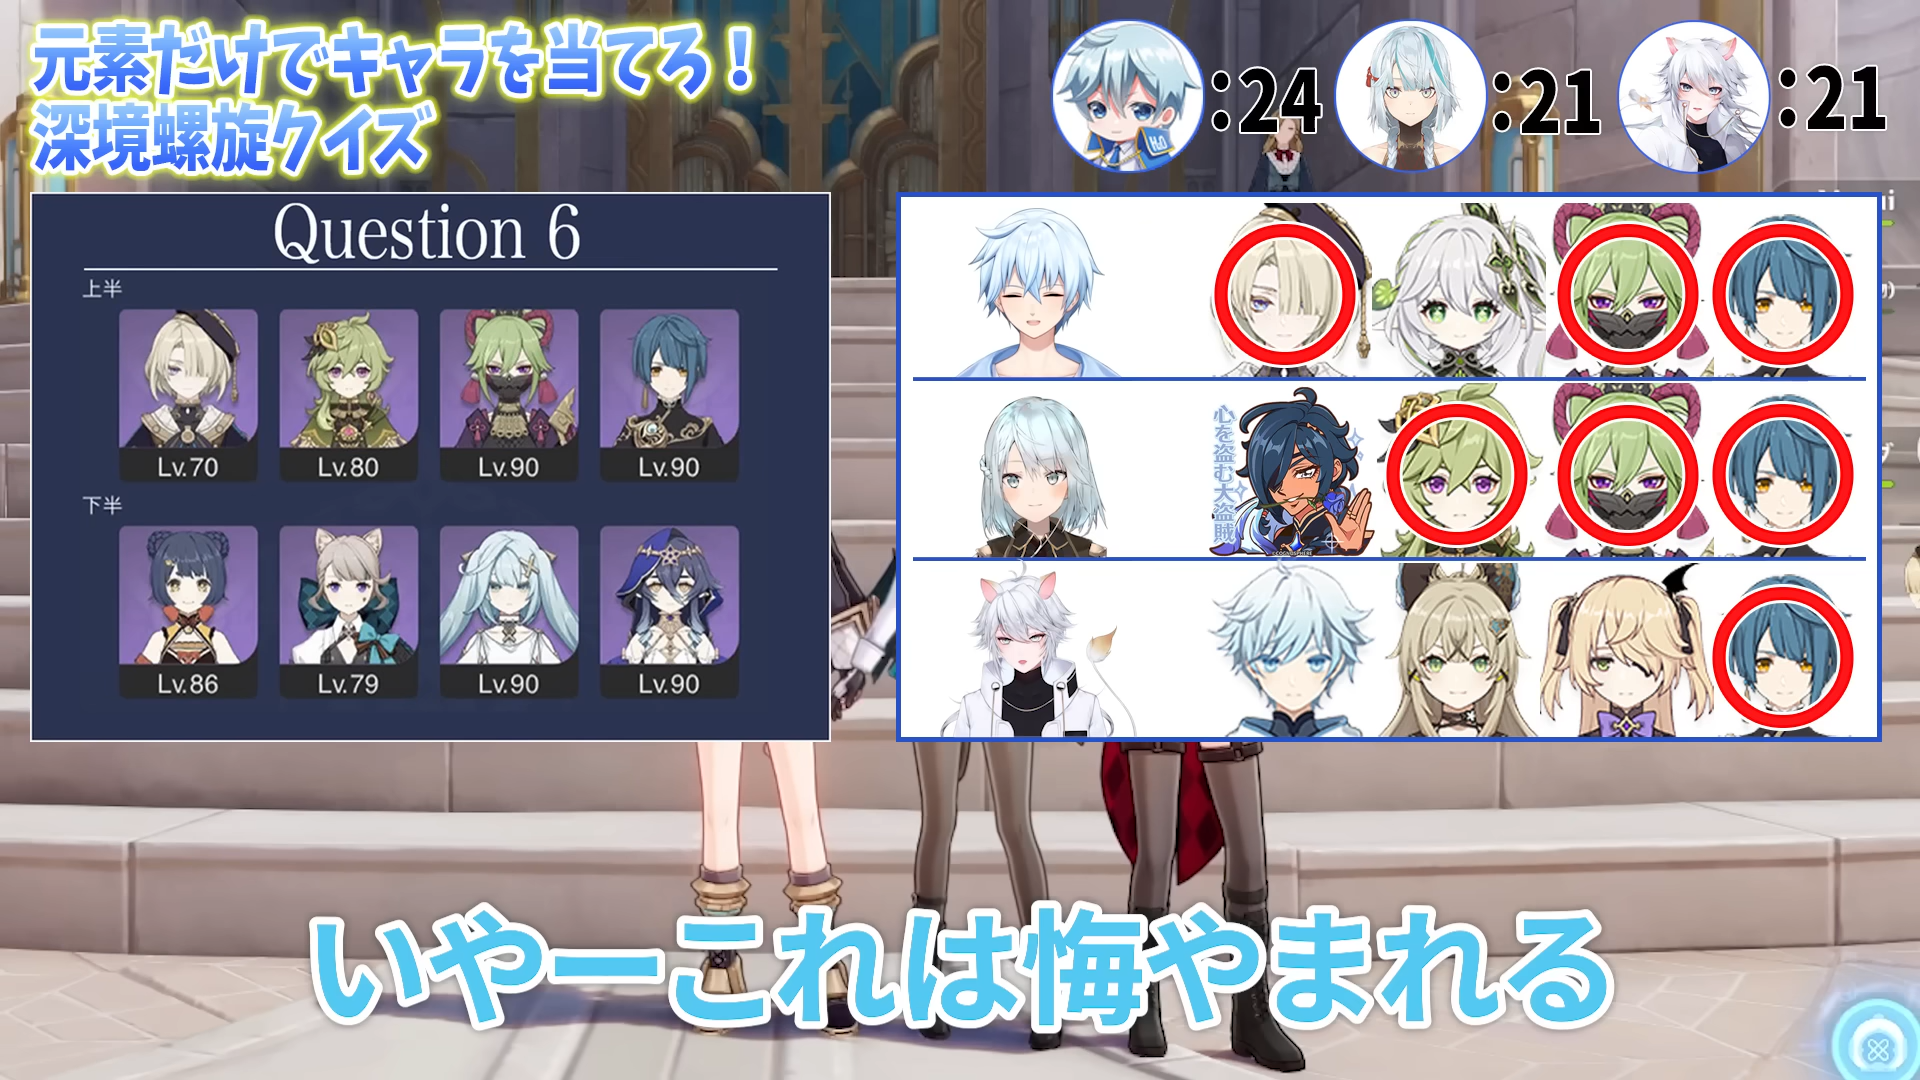 元素だけでキャラを当てろ！
深境螺旋クイズ
:24
:21
:21
Question 6
上半
Lv.70
Lv.80
Lv.90
Lv.90
下半
Lv.86
Lv.79
Lv.90
Lv.90
H₂O
心を盗む大盗賊
いやーこれは悔やまれる